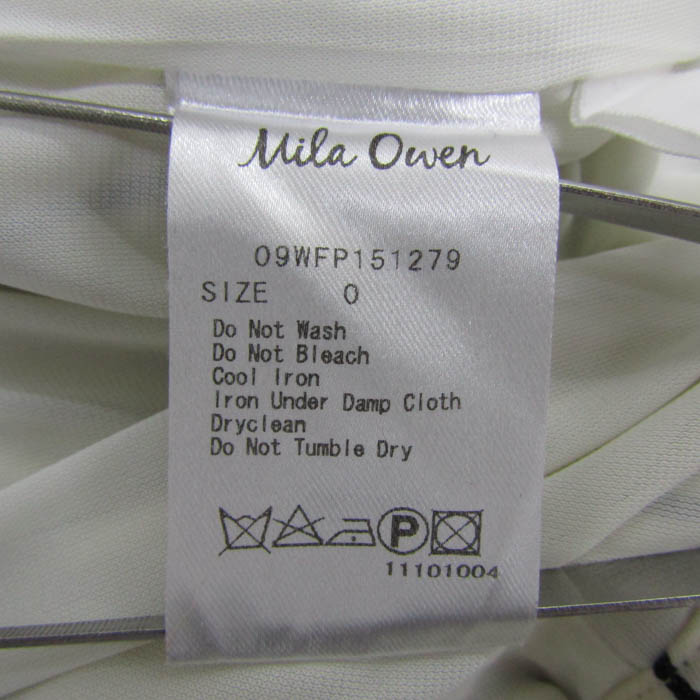 Mila Owen
09WFP151279
SIZE 0
Do Not Wash
Do Not Bleach
Cool Iron
Iron Under Damp Cloth
Dryclean
Do Not Tumble Dry
P
11101004